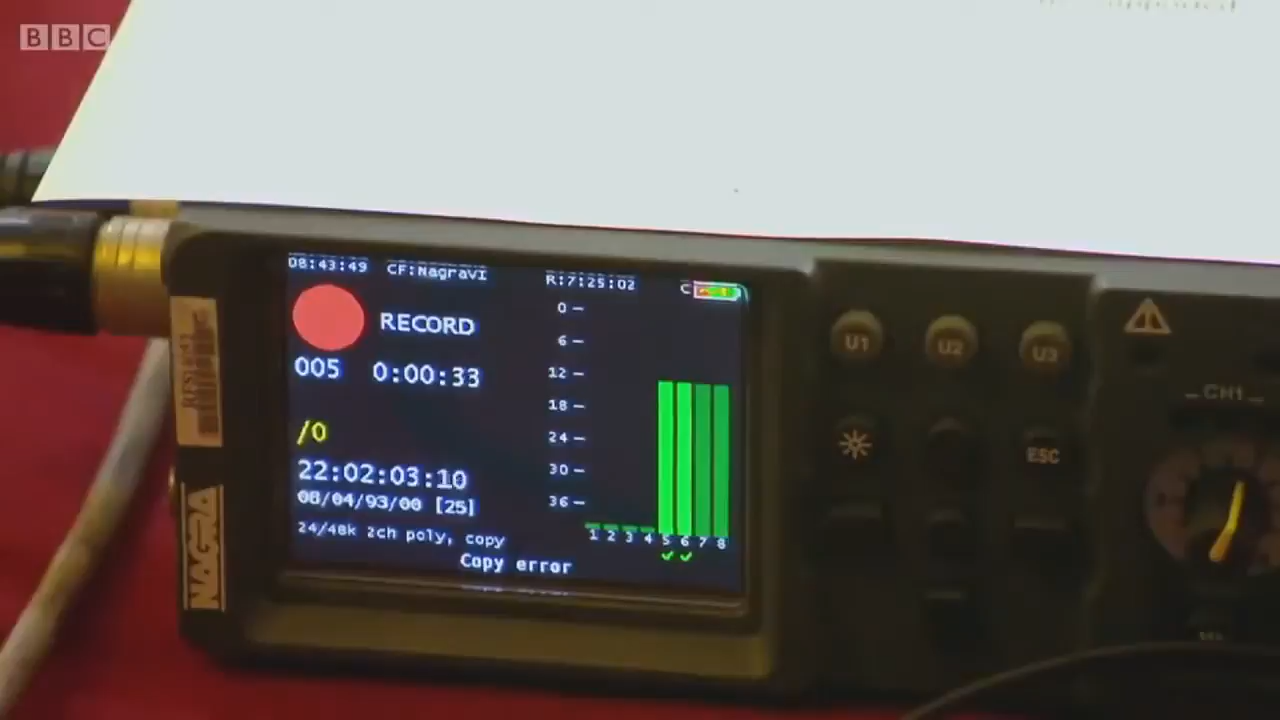 BBC
08:43:49 CF:NagraVI R:7:25:02 C
RECORD
005 0:00:33
/0
22:02:03:10
08/04/93/00 [25]
24/48k 2ch poly, copy
Copy error
0
6
12
18
24
30
36
1 2 3 4 5 6 7 8
NAGRA
U1 U2 U3
ESC
CH1